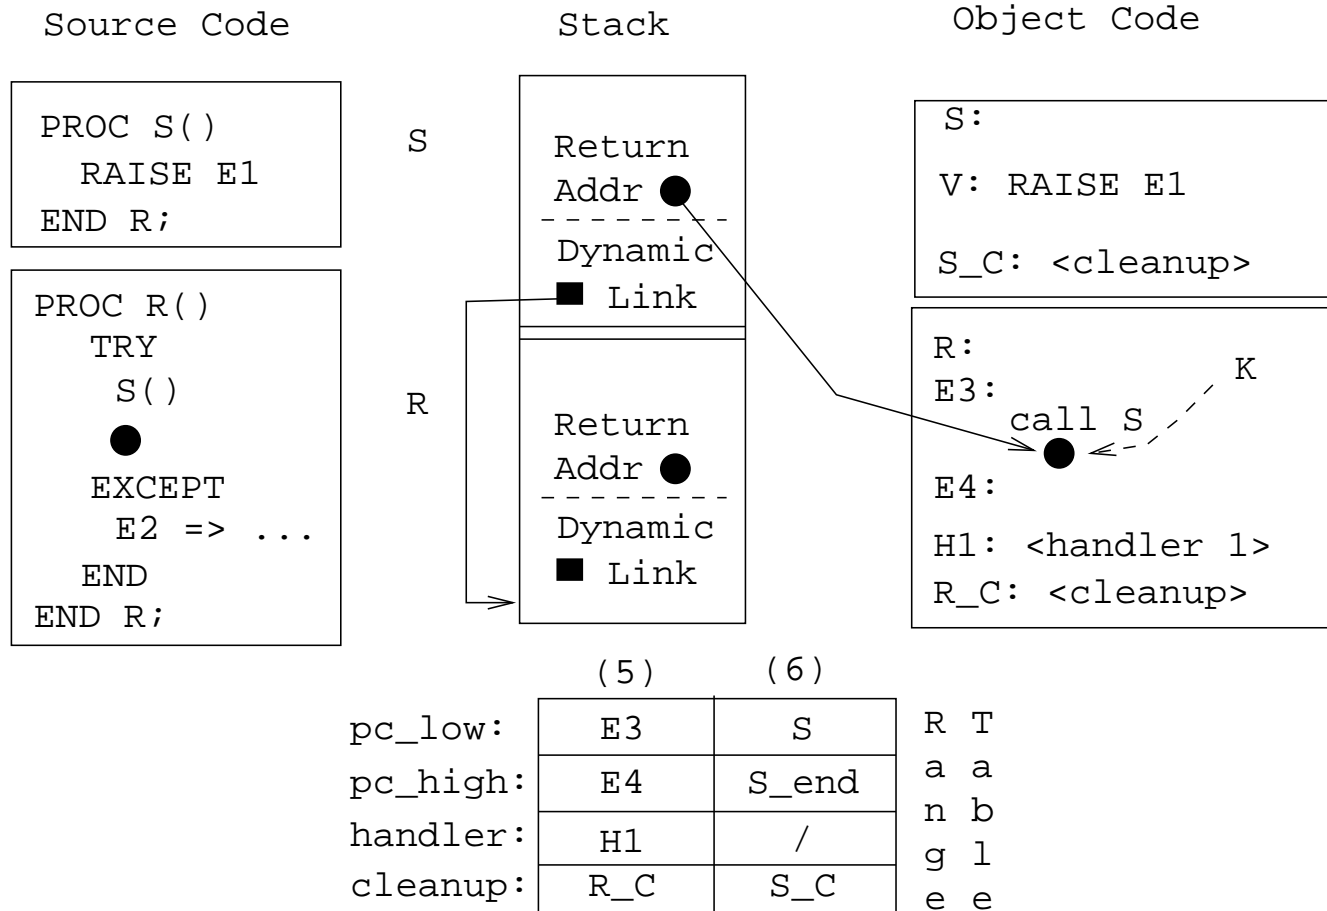 Source Code
Stack
Object Code
PROC S()
RAISE E1
END R;
PROC R()
TRY
S()
EXCEPT
E2 => ...
END
END R;
S
R
Return
Addr
Dynamic
Link
Return
Addr
Dynamic
Link
S:
V: RAISE E1
S_C: <cleanup>
R:
E3:
K
call S
E4:
H1: <handler 1>
R_C: <cleanup>
(5) (6)
pc_low: E3 S
pc_high: E4 S_end
handler: H1 /
cleanup: R_C S_C
Range
Table